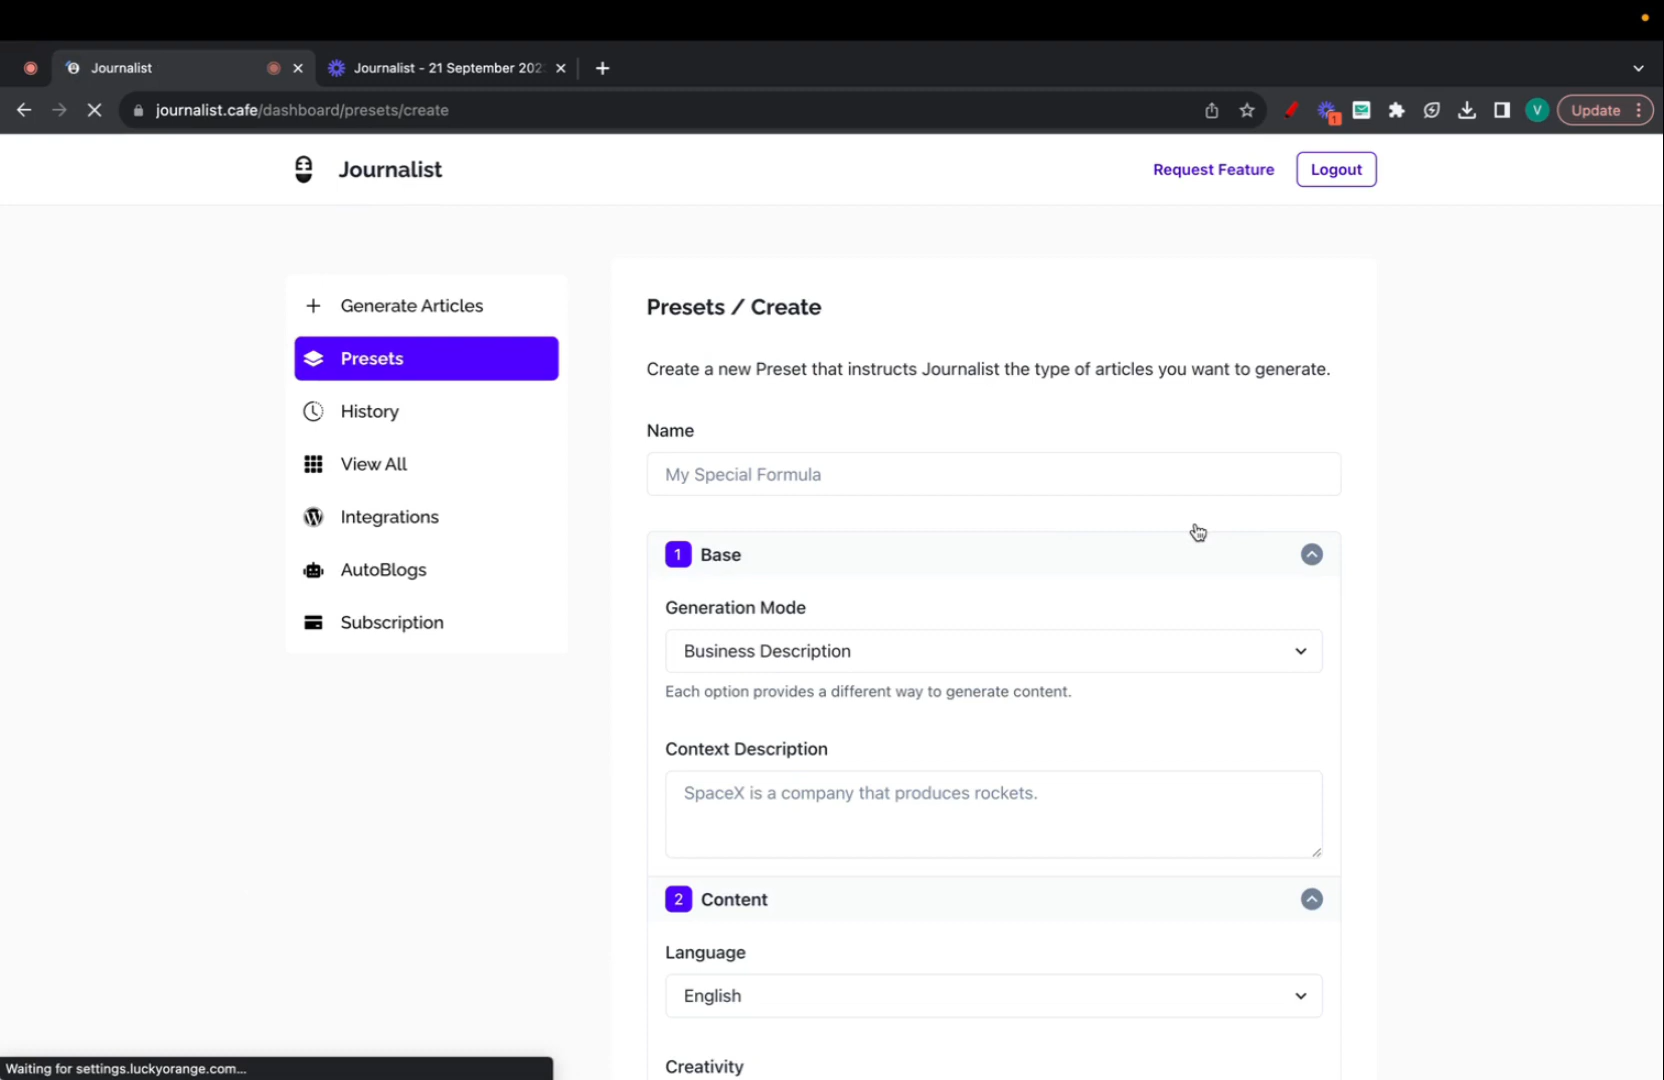 Journalist
Journalist - 21 September 202
journalist.cafe/dashboard/presets/create
1
V
Update
Journalist
Request Feature
Logout
Generate Articles
Presets
History
View All
Integrations
AutoBlogs
Subscription
Presets / Create
Create a new Preset that instructs Journalist the type of articles you want to generate.
Name
My Special Formula
1 Base
Generation Mode
Business Description
Each option provides a different way to generate content.
Context Description
SpaceX is a company that produces rockets.
2 Content
Language
English
Creativity
Waiting for settings.luckyorange.com...